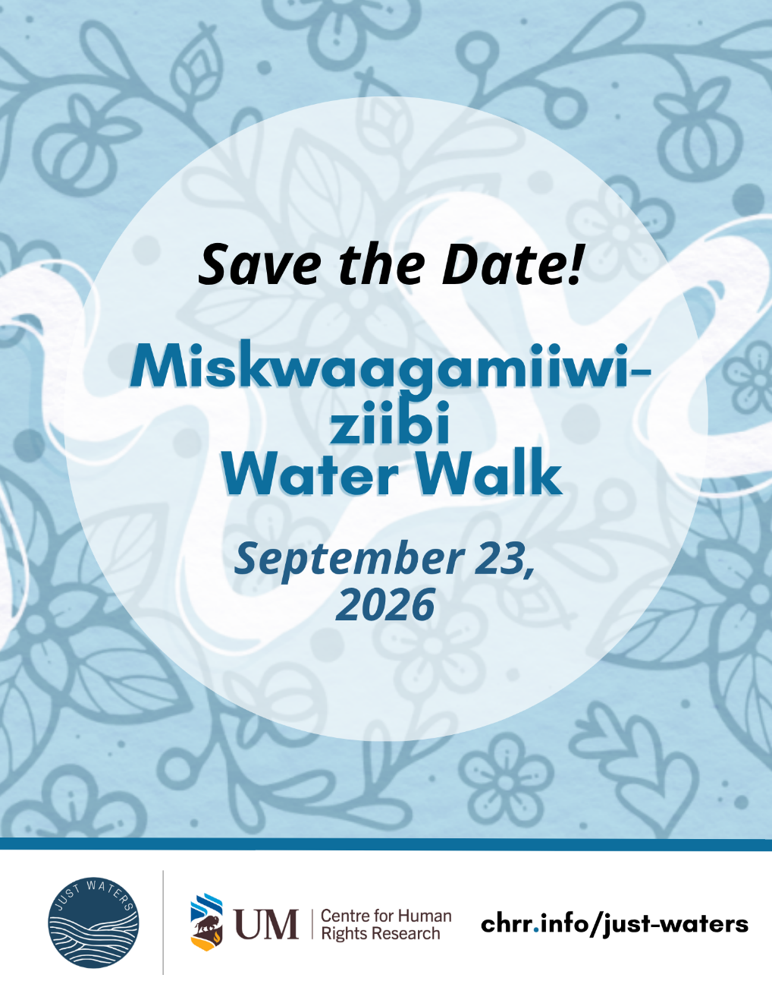 Save the Date!
Miskwaagamiiwi-
ziibi
Water Walk
September 23,
2026
JUST WATERS
UM
Centre for Human
Rights Research
chrr.info/just-waters